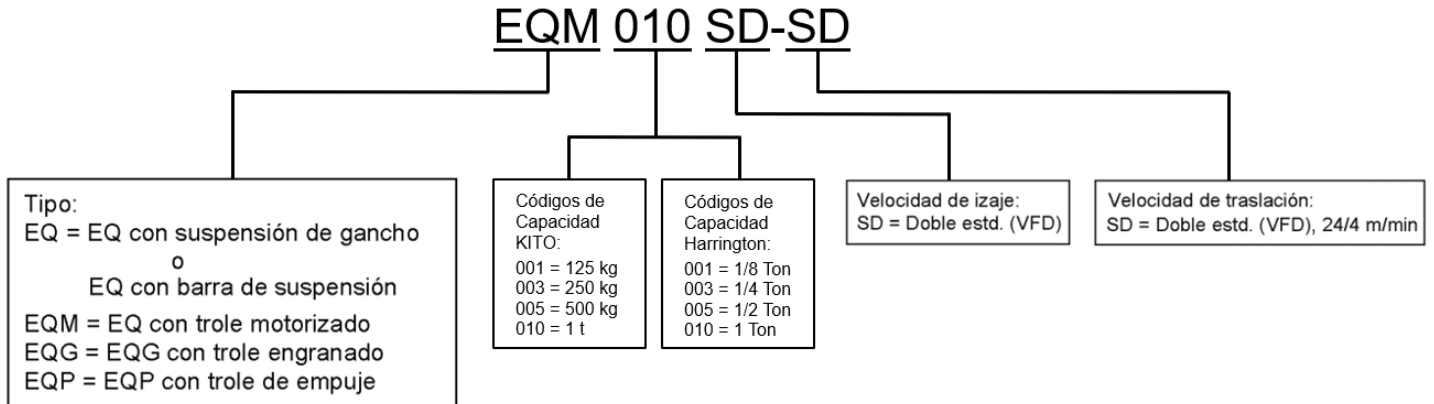 EQM 010 SD-SD
Tipo:
EQ = EQ con suspensión de gancho
o
EQ con barra de suspensión
EQM = EQ con trole motorizado
EQG = EQG con trole engranado
EQP = EQP con trole de empuje
Códigos de
Capacidad
KITO:
001 = 125 kg
003 = 250 kg
005 = 500 kg
010 = 1 t
Códigos de
Capacidad
Harrington:
001 = 1/8 Ton
003 = 1/4 Ton
005 = 1/2 Ton
010 = 1 Ton
Velocidad de izaje:
SD = Doble estd. (VFD)
Velocidad de traslación:
SD = Doble estd. (VFD), 24/4 m/min